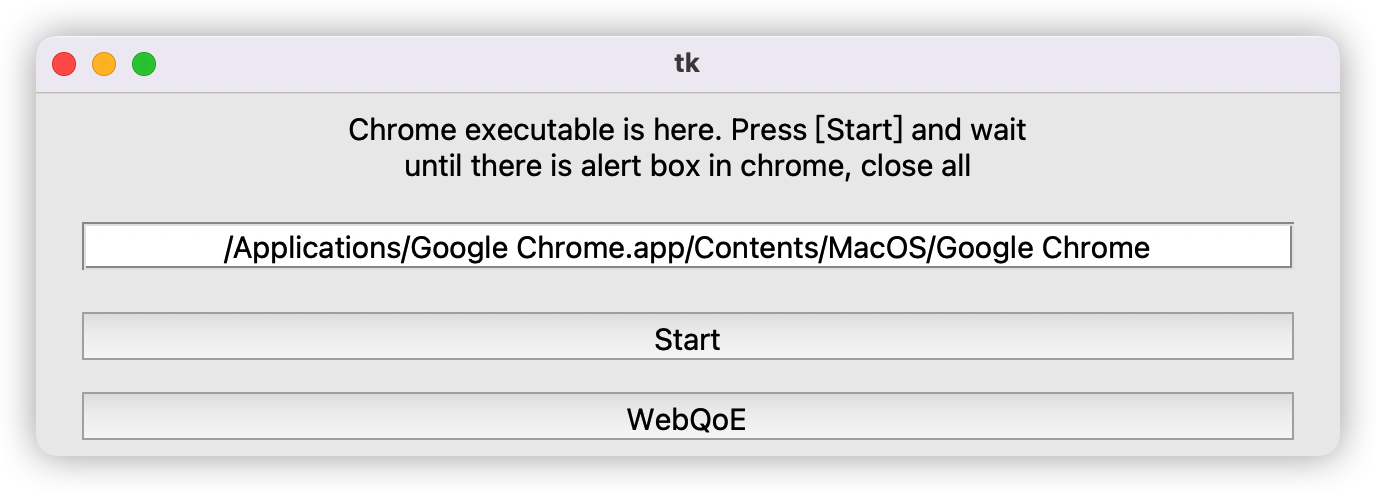 tk
Chrome executable is here. Press [Start] and wait
until there is alert box in chrome, close all
/Applications/Google Chrome.app/Contents/MacOS/Google Chrome
Start
WebQoE